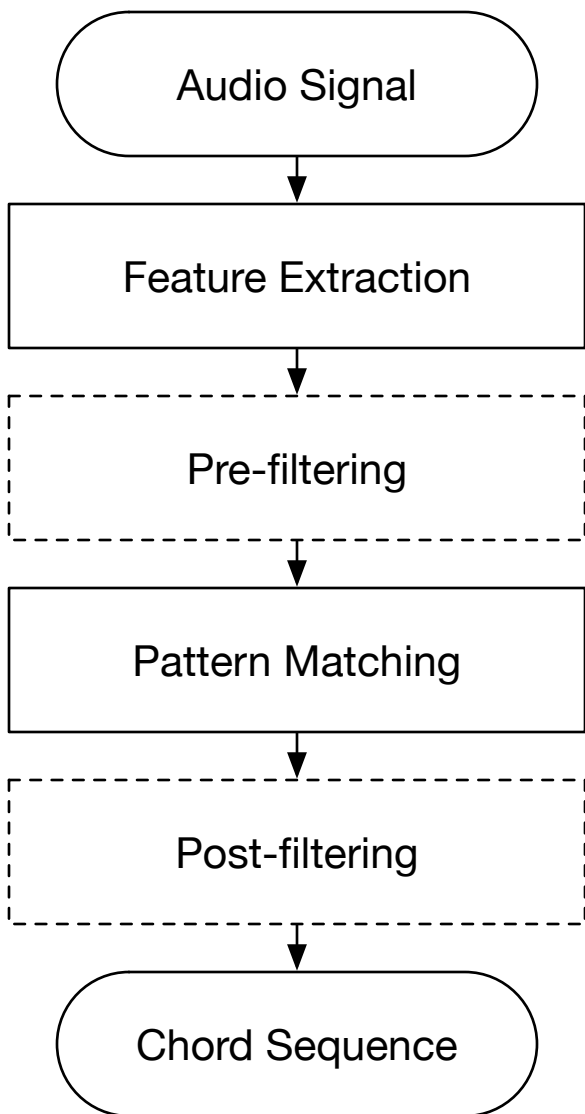 Audio Signal
Feature Extraction
Pre-filtering
Pattern Matching
Post-filtering
Chord Sequence